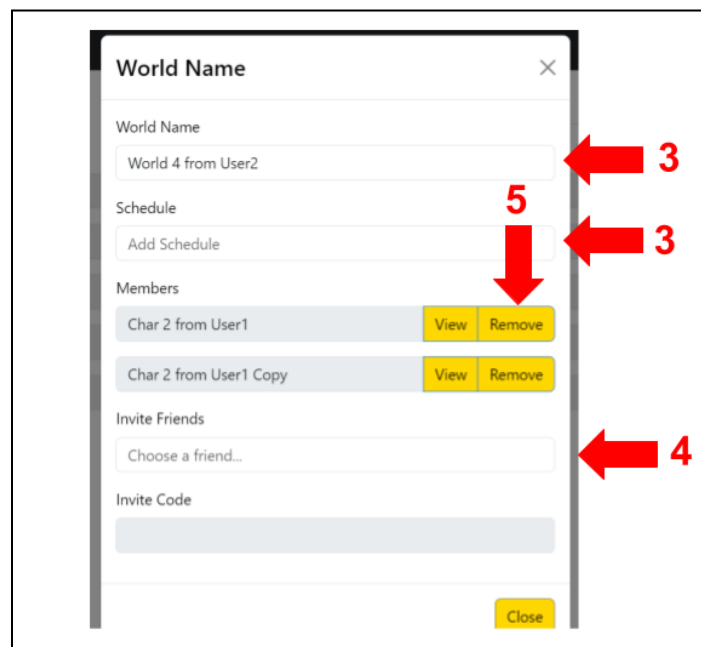 World Name
World Name
World 4 from User2
3
Schedule
5
Add Schedule
3
Members
Char 2 from User1 View Remove
Char 2 from User1 Copy View Remove
Invite Friends
Choose a friend...
4
Invite Code
Close